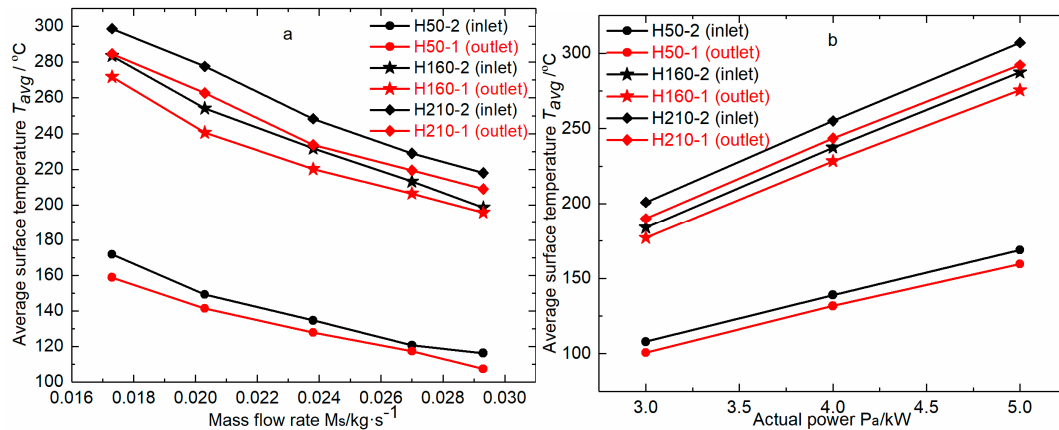 300
280
260
240
220
200
180
160
140
120
100
0.016 0.018 0.020 0.022 0.024 0.026 0.028 0.030
Average surface temperature Tavg / °C
Mass flow rate Ms/kg·s⁻¹
a
H50-2 (inlet)
H50-1 (outlet)
H160-2 (inlet)
H160-1 (outlet)
H210-2 (inlet)
H210-1 (outlet)
300
250
200
150
100
3.0 3.5 4.0 4.5 5.0
Average surface temperature Tavg /°C
Actual power Pa/kW
b
H50-2 (inlet)
H50-1 (outlet)
H160-2 (inlet)
H160-1 (outlet)
H210-2 (inlet)
H210-1 (outlet)